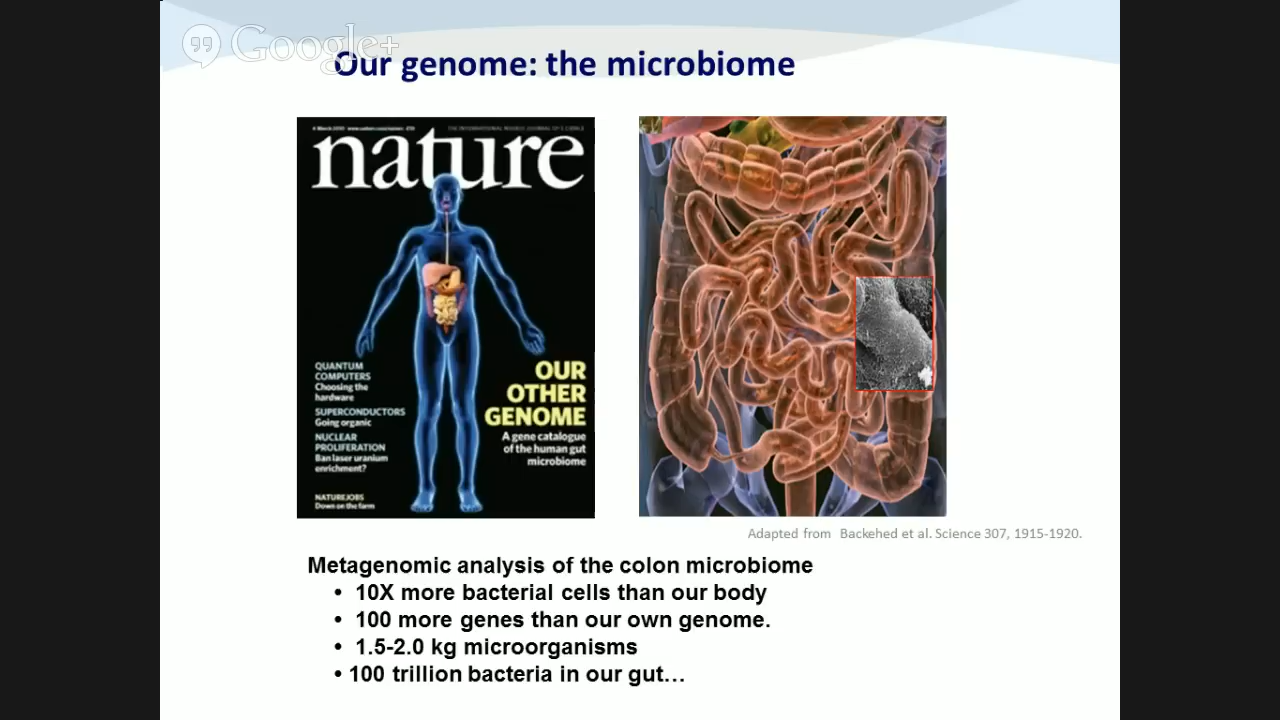 Google+
Our genome: the microbiome
nature
QUANTUM
COMPUTERS
Choosing the
hardware
SUPERCONDUCTORS
Going organic
NUCLEAR
PROLIFERATION
Ban laser uranium
enrichment?
NATUREJOBS
Down on the farm
OUR
OTHER
GENOME
A gene catalogue
of the human gut
microbiome
Adapted from Backehed et al. Science 307, 1915-1920.
Metagenomic analysis of the colon microbiome
• 10X more bacterial cells than our body
• 100 more genes than our own genome.
• 1.5-2.0 kg microorganisms
• 100 trillion bacteria in our gut…